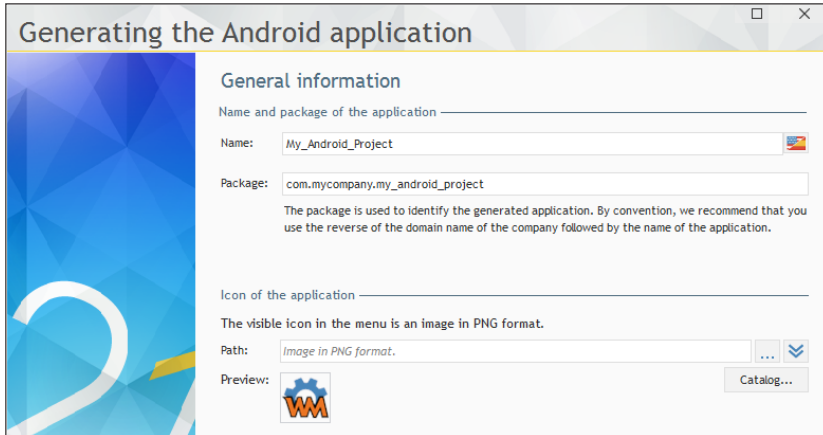 Generating the Android application
General information
Name and package of the application
Name: My_Android_Project
Package: com.mycompany.my_android_project
The package is used to identify the generated application. By convention, we recommend that you
use the reverse of the domain name of the company followed by the name of the application.
Icon of the application
The visible icon in the menu is an image in PNG format.
Path: Image in PNG format. ...
Preview: WM Catalog...
2